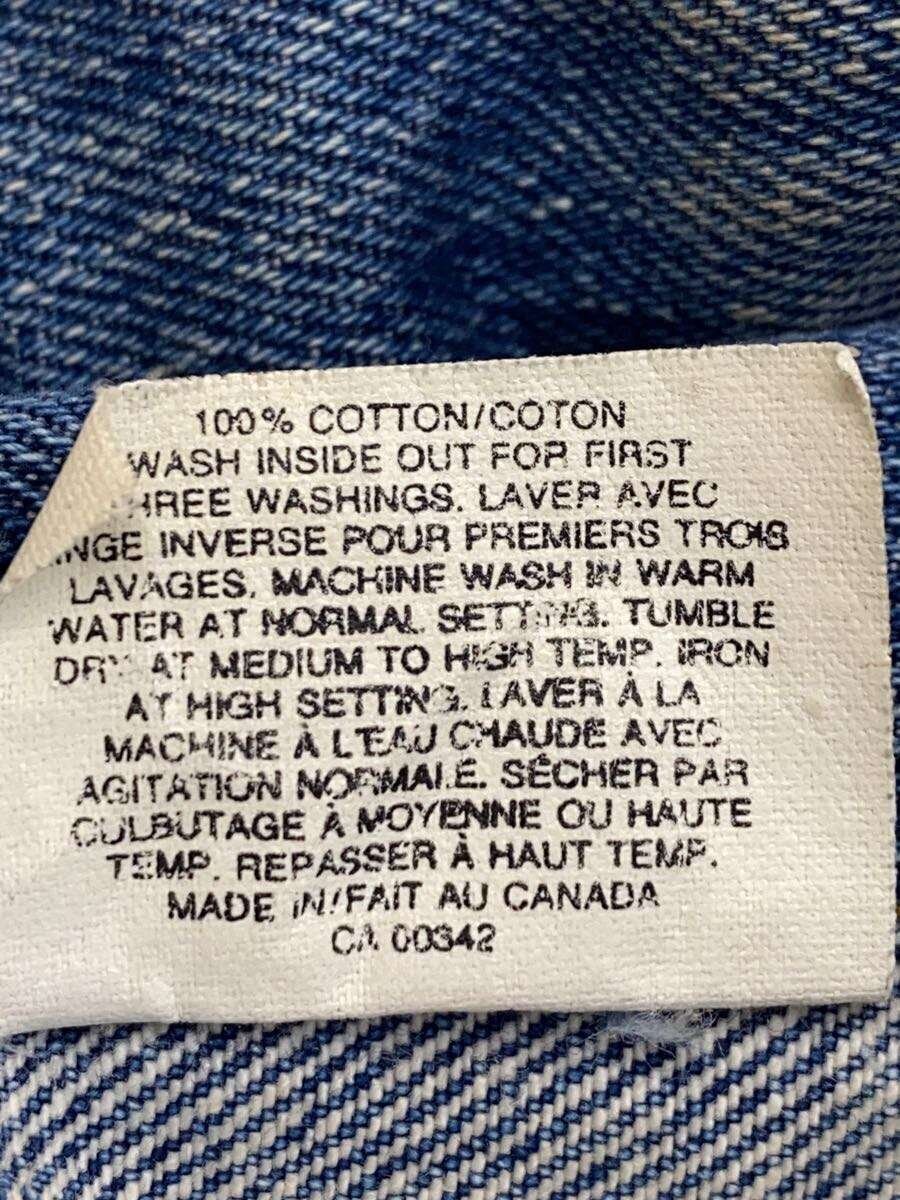 100% COTTON/COTON
WASH INSIDE OUT FOR FIRST
HREE WASHINGS. LAVER AVEC
NGE INVERSE POUR PREMIERS TROIS
LAVAGES. MACHINE WASH IN WARM
WATER AT NORMAL SETTING. TUMBLE
DRY AT MEDIUM TO HIGH TEMP. IRON
AT HIGH SETTING. LAVER À LA
MACHINE À L'EAU CHAUDE AVEC
AGITATION NORMALE. SÉCHER PAR
CULBUTAGE À MOYENNE OU HAUTE
TEMP. REPASSER À HAUT TEMP.
MADE IN/FAIT AU CANADA
CA 00342